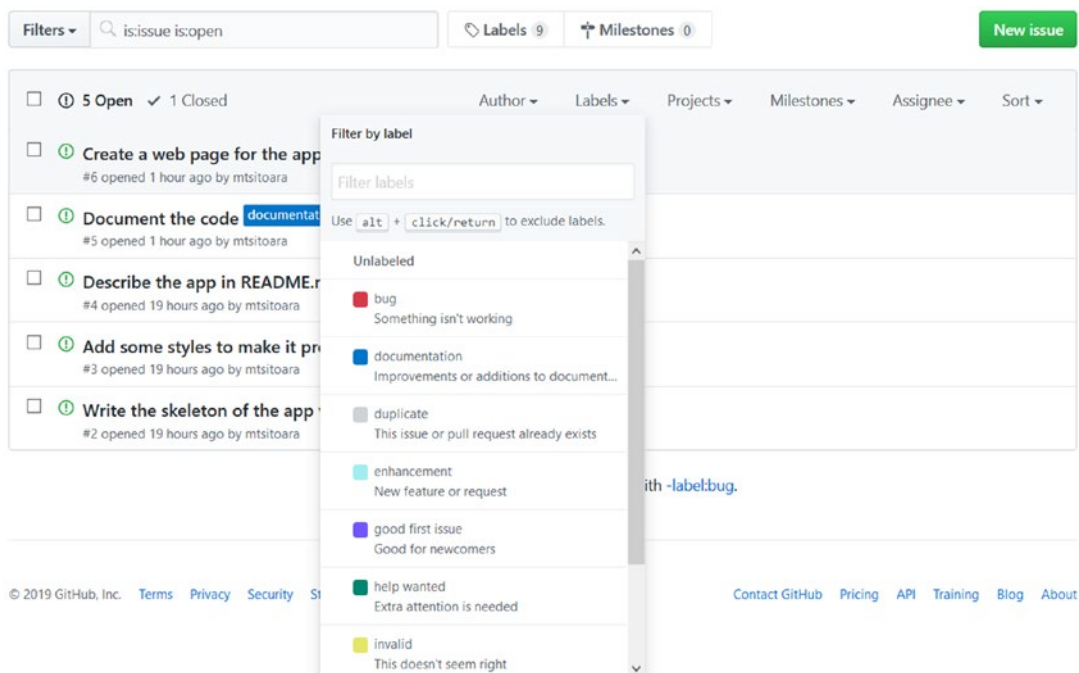 Filters
is:issue is:open
Labels 9
Milestones 0
New issue
5 Open 1 Closed
Author Labels Projects Milestones Assignee Sort
Create a web page for the app
#6 opened 1 hour ago by mtsitoara
Document the code
#5 opened 1 hour ago by mtsitoara
Describe the app in
#4 opened 19 hours ago by mtsitoara
Add some styles to make it
#3 opened 19 hours ago by mtsitoara
Write the skeleton of the app
#2 opened 19 hours ago by mtsitoara
Filter by label
Filter labels
Use alt + click/return to exclude labels.
Unlabeled
bug
Something isn't working
documentation
Improvements or additions to document...
duplicate
This issue or pull request already exists
enhancement
New feature or request
good first issue
Good for newcomers
help wanted
Extra attention is needed
invalid
This doesn't seem right
-label:bug.
© 2019 GitHub, Inc. Terms Privacy Security
Contact GitHub Pricing API Training Blog About